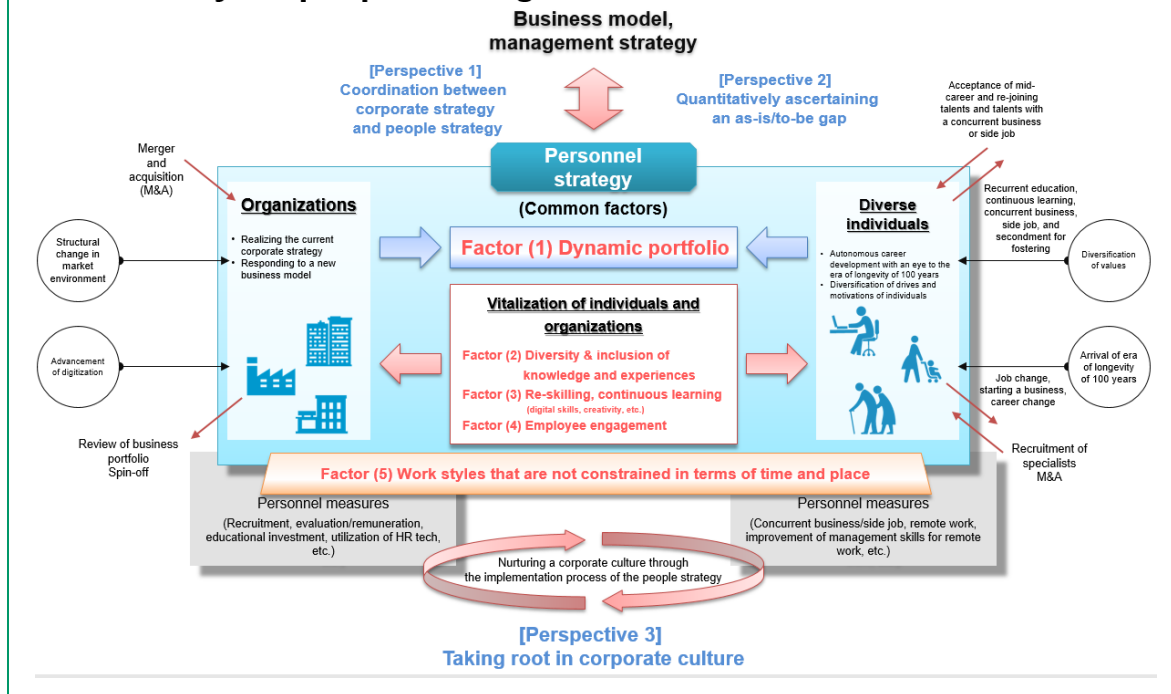 Business model,
management strategy
[Perspective 1]
Coordination between
corporate strategy
and people strategy
[Perspective 2]
Quantitatively ascertaining
an as-is/to-be gap
Acceptance of mid-
career and re-joining
talents and talents with
a concurrent business
or side job
Merger
and
acquisition
(M&A)
Personnel
strategy
(Common factors)
Organizations
• Realizing the current
corporate strategy
• Responding to a new
business model
Factor (1) Dynamic portfolio
Diverse
individuals
• Autonomous career
development with an eye to the
era of longevity of 100 years
• Diversification of drives and
motivations of individuals
Recurrent education,
continuous learning,
concurrent business,
side job, and
secondment for
fostering
Structural
change in
market
environment
Diversification
of values
Vitalization of individuals and
organizations
Factor (2) Diversity & inclusion of
knowledge and experiences
Factor (3) Re-skilling, continuous learning
(digital skills, creativity, etc.)
Factor (4) Employee engagement
Advancement
of digitization
Arrival of era
of longevity
of 100 years
Job change,
starting a business,
career change
Review of business
portfolio
Spin-off
Recruitment of
specialists
M&A
Factor (5) Work styles that are not constrained in terms of time and place
Personnel measures
(Recruitment, evaluation/remuneration,
educational investment, utilization of HR tech,
etc.)
Personnel measures
(Concurrent business/side job, remote work,
improvement of management skills for remote
work, etc.)
Nurturing a corporate culture through
the implementation process of the people strategy
[Perspective 3]
Taking root in corporate culture